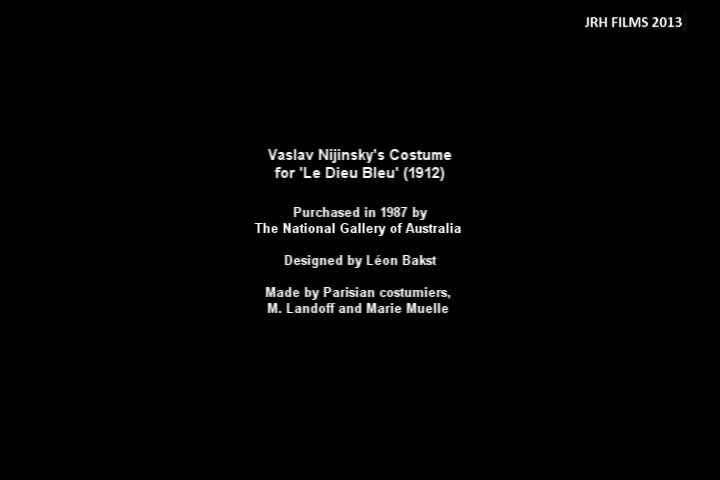 JRH FILMS 2013
Vaslav Nijinsky's Costume
for 'Le Dieu Bleu' (1912)
Purchased in 1987 by
The National Gallery of Australia
Designed by Léon Bakst
Made by Parisian costumiers,
M. Landoff and Marie Muelle